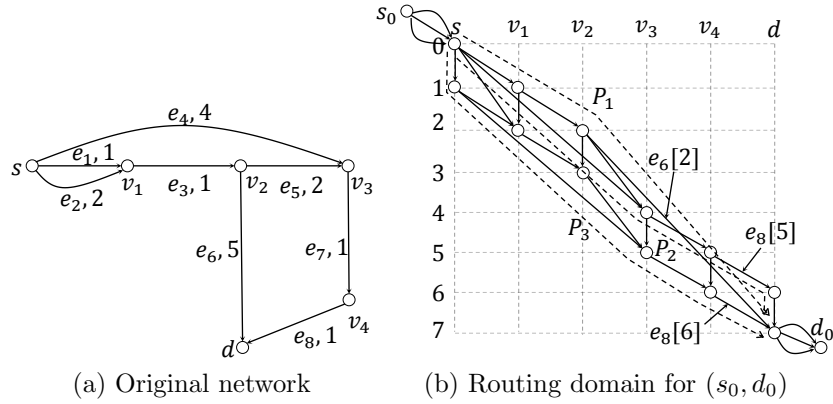 s₀
s v₁ v₂ v₃ v₄ d
0
1
2
3
4
5
6
7
P₁
e₆[2]
e₈[5]
P₃
P₂
e₈[6]
d₀
e₄, 4
s
e₁, 1
e₂, 2
v₁
e₃, 1
v₂
e₅, 2
v₃
e₆, 5
e₇, 1
v₄
e₈, 1
d
(a) Original network
(b) Routing domain for (s₀, d₀)